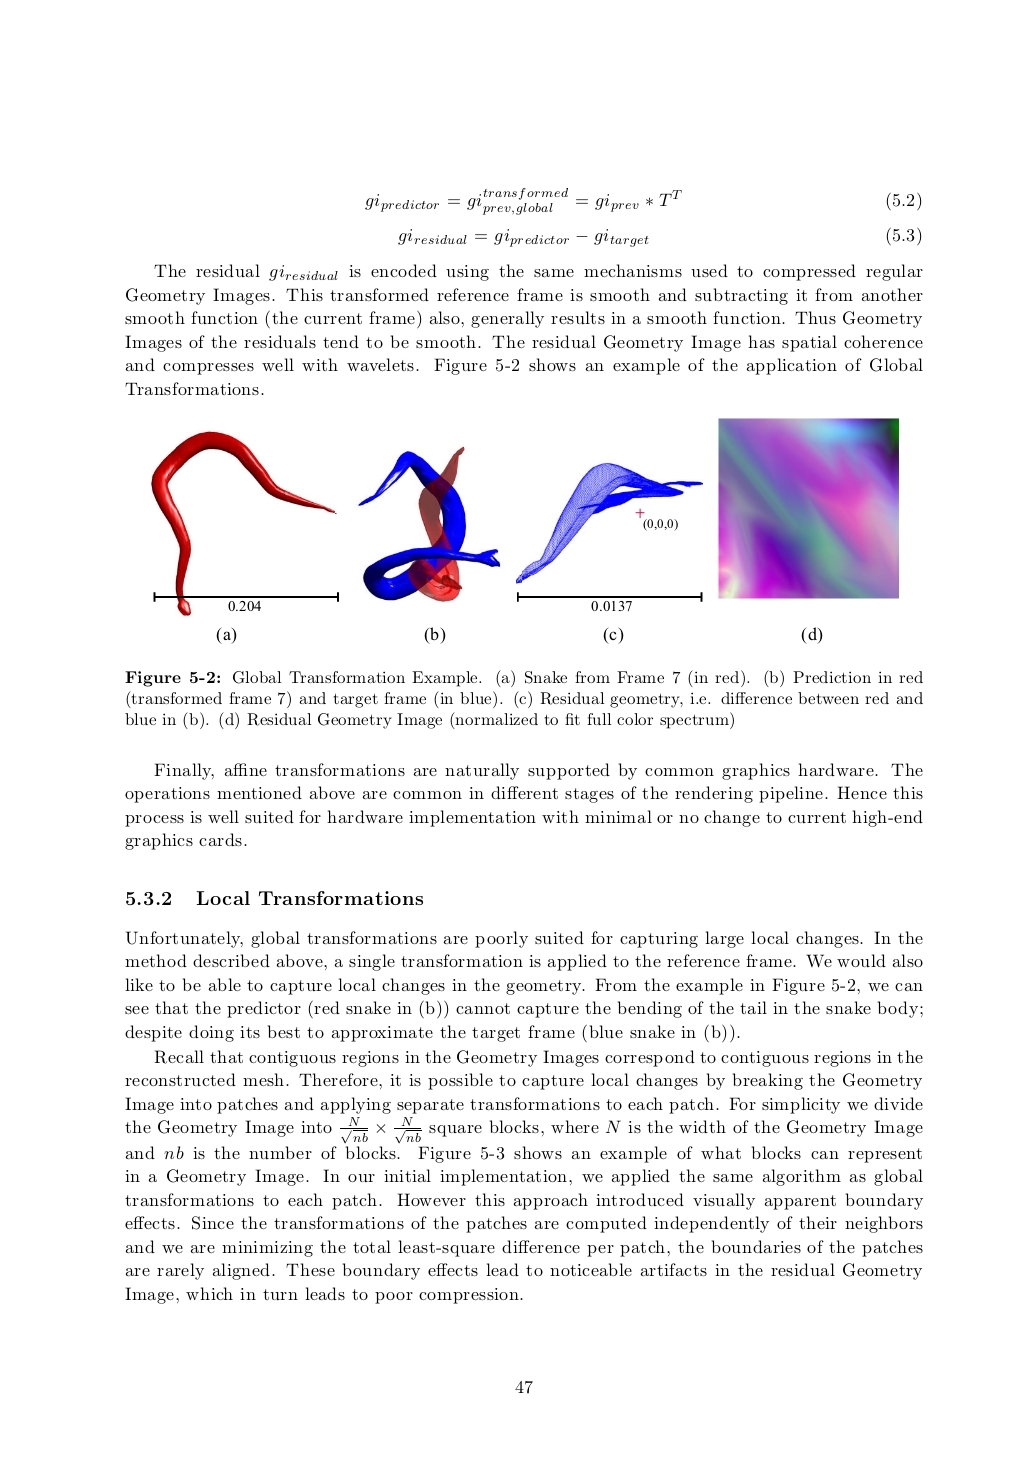 gi_{predictor} = gi^{transformed}_{prev,global} = gi_{prev} * T^T (5.2)
gi_{residual} = gi_{predictor} − gi_{target} (5.3)
The residual gi_{residual} is encoded using the same mechanisms used to compressed regular
Geometry Images. This transformed reference frame is smooth and subtracting it from another
smooth function (the current frame) also, generally results in a smooth function. Thus Geometry
Images of the residuals tend to be smooth. The residual Geometry Image has spatial coherence
and compresses well with wavelets. Figure 5-2 shows an example of the application of Global
Transformations.
(0,0,0)
0.204 0.0137
(a) (b) (c) (d)
Figure 5-2: Global Transformation Example. (a) Snake from Frame 7 (in red). (b) Prediction in red
(transformed frame 7) and target frame (in blue). (c) Residual geometry, i.e. difference between red and
blue in (b). (d) Residual Geometry Image (normalized to fit full color spectrum)
Finally, affine transformations are naturally supported by common graphics hardware. The
operations mentioned above are common in different stages of the rendering pipeline. Hence this
process is well suited for hardware implementation with minimal or no change to current high-end
graphics cards.
5.3.2 Local Transformations
Unfortunately, global transformations are poorly suited for capturing large local changes. In the
method described above, a single transformation is applied to the reference frame. We would also
like to be able to capture local changes in the geometry. From the example in Figure 5-2, we can
see that the predictor (red snake in (b)) cannot capture the bending of the tail in the snake body;
despite doing its best to approximate the target frame (blue snake in (b)).
Recall that contiguous regions in the Geometry Images correspond to contiguous regions in the
reconstructed mesh. Therefore, it is possible to capture local changes by breaking the Geometry
Image into patches and applying separate transformations to each patch. For simplicity we divide
the Geometry Image into N/√nb × N/√nb square blocks, where N is the width of the Geometry Image
and nb is the number of blocks. Figure 5-3 shows an example of what blocks can represent
in a Geometry Image. In our initial implementation, we applied the same algorithm as global
transformations to each patch. However this approach introduced visually apparent boundary
effects. Since the transformations of the patches are computed independently of their neighbors
and we are minimizing the total least-square difference per patch, the boundaries of the patches
are rarely aligned. These boundary effects lead to noticeable artifacts in the residual Geometry
Image, which in turn leads to poor compression.
47